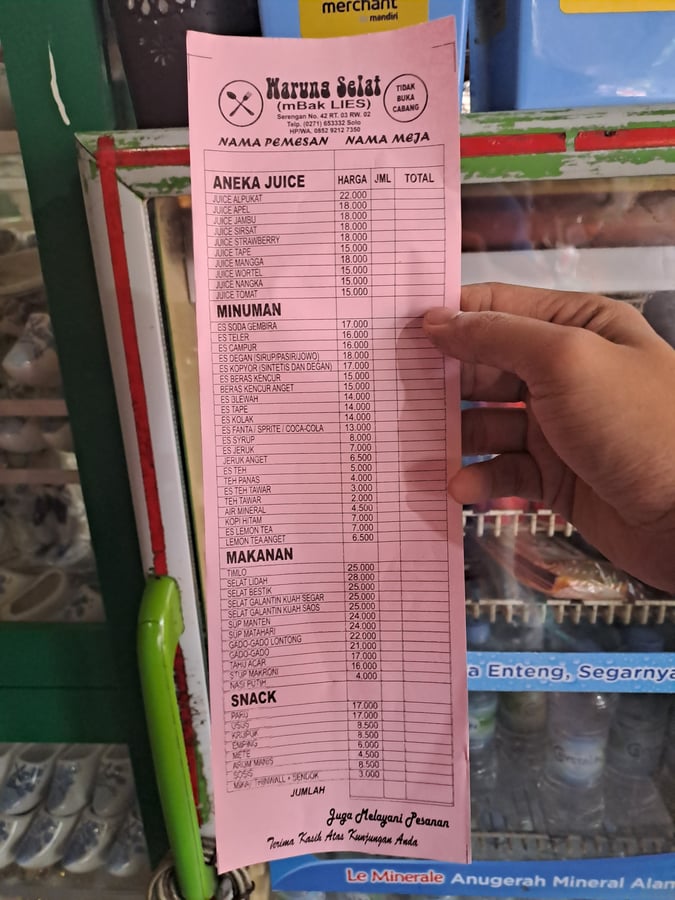 merchant
mandiri
Warung Selat
(mBak LIES)
TIDAK
BUKA
CABANG
Serengan No. 42 RT. 03 RW. 02
Telp. (0271) 653332 Solo
HP/WA. 0852 9212 7350
NAMA PEMESAN NAMA MEJA
ANEKA JUICE HARGA JML TOTAL
JUICE ALPUKAT 22.000
JUICE APEL 18.000
JUICE JAMBU 18.000
JUICE SIRSAT 18.000
JUICE STRAWBERRY 18.000
JUICE TAPE 15.000
JUICE MANGGA 18.000
JUICE WORTEL 15.000
JUICE NANGKA 15.000
JUICE TOMAT 15.000
MINUMAN
ES SODA GEMBIRA 17.000
ES TELER 16.000
ES CAMPUR 16.000
ES DEGAN (SIRUP/PASIR/JOWO) 18.000
ES KOPYOR (SINTETIS DAN DEGAN) 17.000
ES BERAS KENCUR 15.000
BERAS KENCUR ANGET 15.000
ES BLEWAH 14.000
ES TAPE 14.000
ES KOLAK 14.000
ES FANTA / SPRITE / COCA-COLA 13.000
ES SYRUP 8.000
ES JERUK 7.000
JERUK ANGET 6.500
ES TEH 5.000
TEH PANAS 4.000
ES TEH TAWAR 3.000
TEH TAWAR 2.000
AIR MINERAL 4.500
KOPI HITAM 7.000
ES LEMON TEA 7.000
LEMON TEA ANGET 6.500
MAKANAN
TIMLO 25.000
SELAT LIDAH 28.000
SELAT BESTIK 25.000
SELAT GALANTIN KUAH SEGAR 25.000
SELAT GALANTIN KUAH SAOS 25.000
SUP MANTEN 24.000
SUP MATAHARI 24.000
GADO-GADO LONTONG 22.000
GADO-GADO 21.000
TAHU ACAR 17.000
STUP MAKRONI 16.000
NASI PUTIH 4.000
SNACK
PARU 17.000
USUS 17.000
KRUPUK 8.500
EMPING 8.500
METE 6.000
ARUM MANIS 4.500
SOSIS 8.500
MIKA / THINWALL + SENDOK 3.000
JUMLAH
Juga Melayani Pesanan
Terima Kasih Atas Kunjungan Anda
a Enteng, Segarnya
Le Minerale Anugerah Mineral Alam